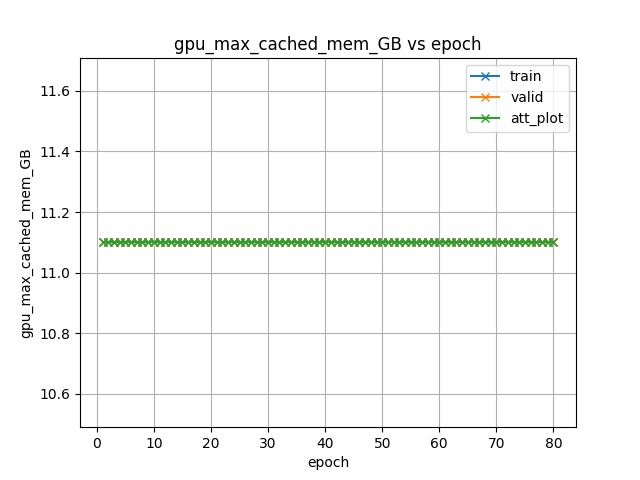 gpu_max_cached_mem_GB vs epoch
train
valid
att_plot
gpu_max_cached_mem_GB
11.6
11.4
11.2
11.0
10.8
10.6
0 10 20 30 40 50 60 70 80
epoch